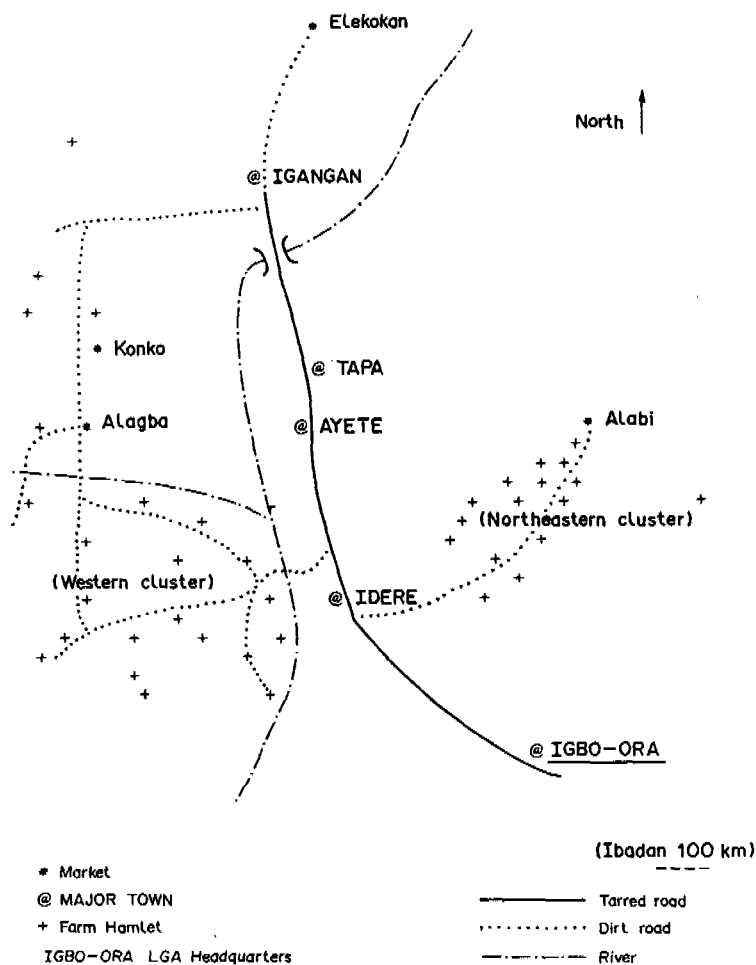 Elekokan
North
@ IGANGAN
Konko
@ TAPA
Alagba
@ AYETE
Alabi
(Northeastern cluster)
(Western cluster)
@ IDERE
@ IGBO-ORA
(Ibadan 100 km)
* Market
@ MAJOR TOWN
+ Farm Hamlet
IGBO-ORA LGA Headquarters
Tarred road
Dirt road
River